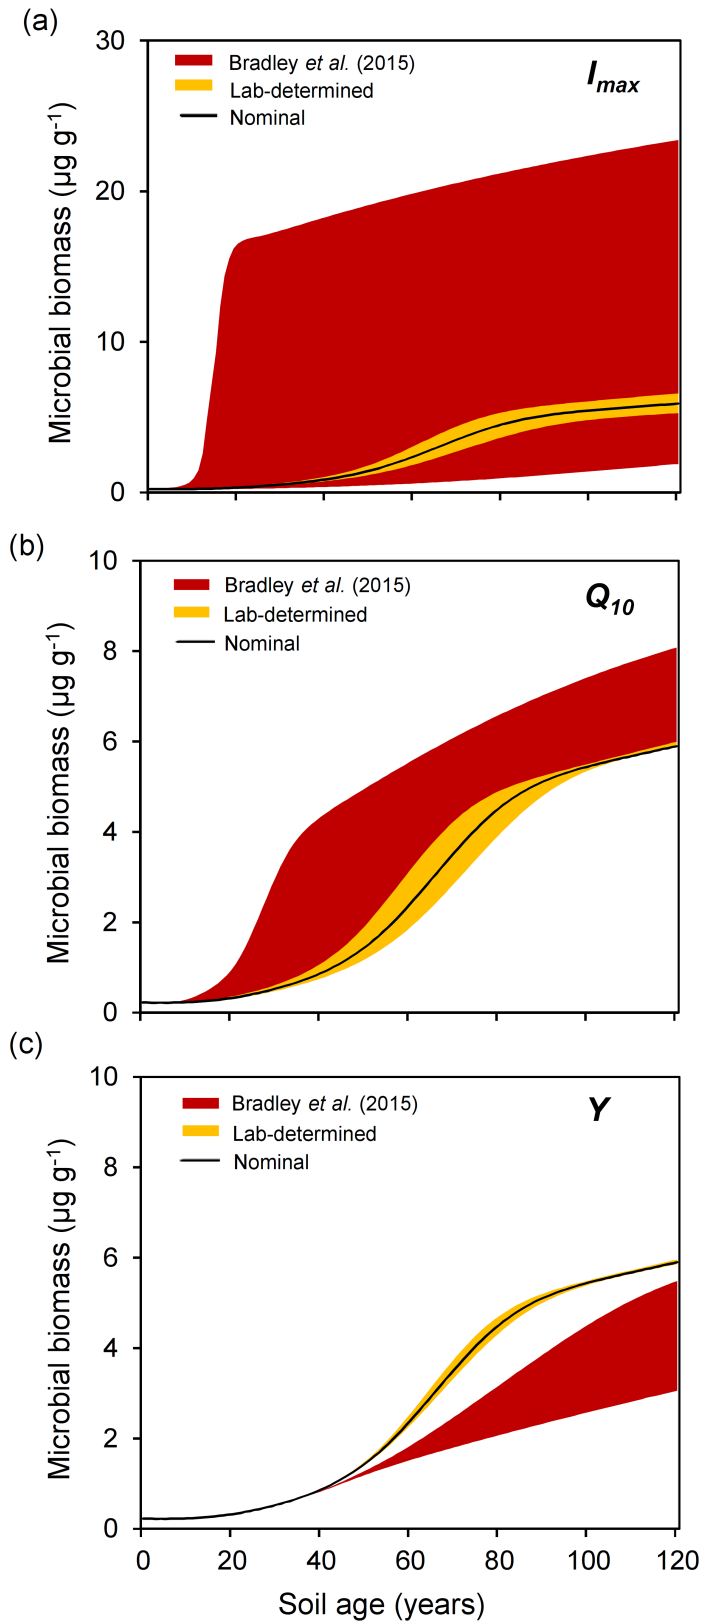 (a)
30
Bradley et al. (2015)
Lab-determined
Nominal
Imax
20
10
0
Microbial biomass (µg g⁻¹)
(b)
10
Bradley et al. (2015)
Lab-determined
Nominal
Q10
8
6
4
2
0
Microbial biomass (µg g⁻¹)
(c)
10
Bradley et al. (2015)
Lab-determined
Nominal
Y
8
6
4
2
0
Microbial biomass (µg g⁻¹)
0 20 40 60 80 100 120
Soil age (years)